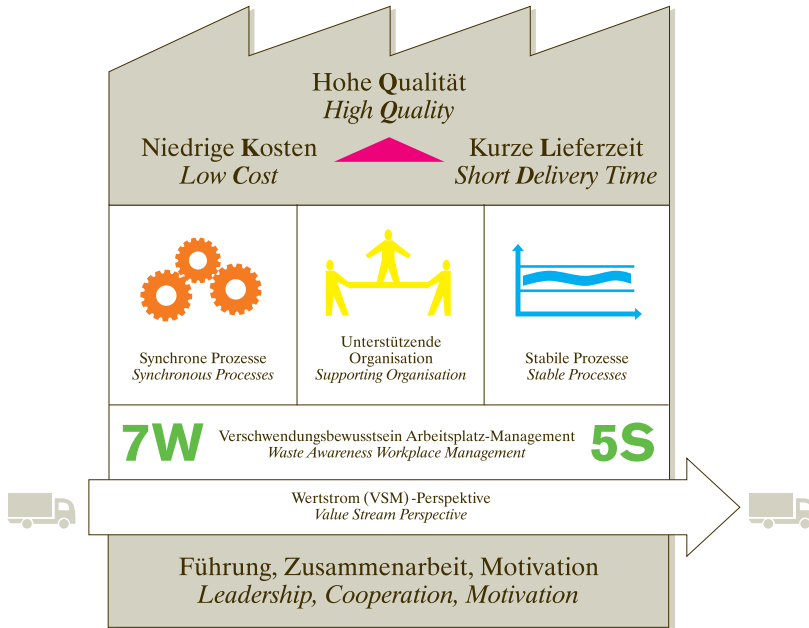 Hohe Qualität
High Quality
Niedrige Kosten
Low Cost
Kurze Lieferzeit
Short Delivery Time
Synchrone Prozesse
Synchronous Processes
Unterstützende
Organisation
Supporting Organisation
Stabile Prozesse
Stable Processes
7W
Verschwendungsbewusstsein Arbeitsplatz-Management
Waste Awareness Workplace Management
5S
Wertstrom (VSM) -Perspektive
Value Stream Perspective
Führung, Zusammenarbeit, Motivation
Leadership, Cooperation, Motivation